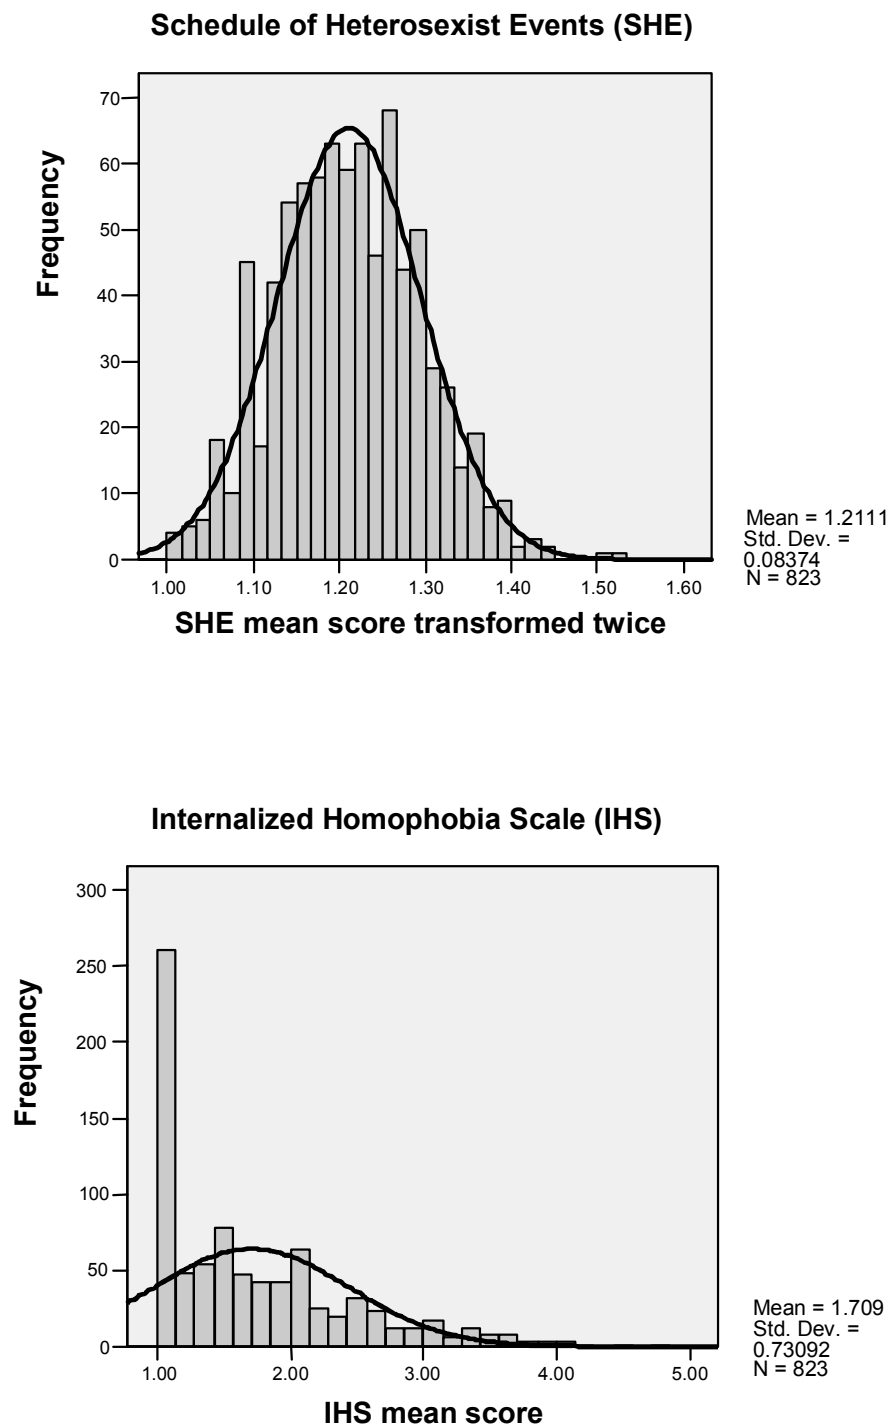 Schedule of Heterosexist Events (SHE)
Frequency
70
60
50
40
30
20
10
0
1.00 1.10 1.20 1.30 1.40 1.50 1.60
SHE mean score transformed twice
Mean = 1.2111
Std. Dev. =
0.08374
N = 823
Internalized Homophobia Scale (IHS)
Frequency
300
250
200
150
100
50
0
1.00 2.00 3.00 4.00 5.00
IHS mean score
Mean = 1.709
Std. Dev. =
0.73092
N = 823